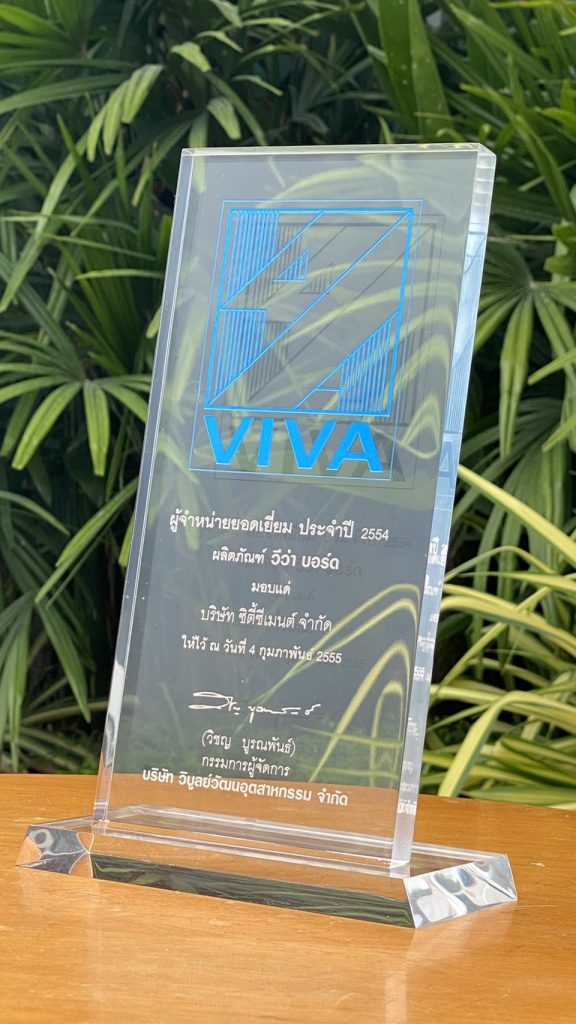 VIVA
ผู้จำหน่ายยอดเยี่ยม ประจำปี 2554
ผลิตภัณฑ์ วีว่า บอร์ด
มอบแด่
บริษัท ซิตี้ซีเมนต์ จำกัด
ให้ไว้ ณ วันที่ 4 กุมภาพันธ์ 2555
(วิชญ บูรณพันธ์)
กรรมการผู้จัดการ
บริษัท วิบูลย์วัฒนอุตสาหกรรม จำกัด